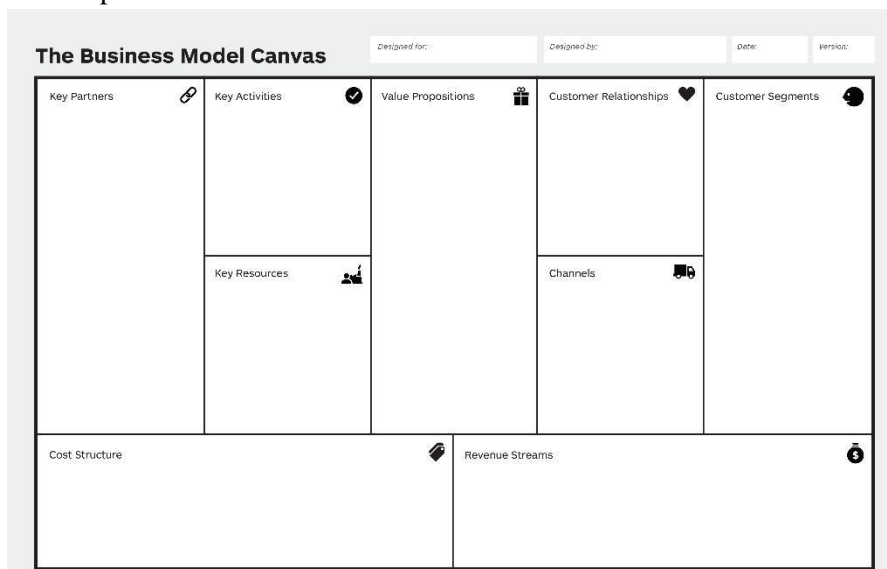 The Business Model Canvas
Designed for:
Designed by:
Date:
Version:
Key Partners
Key Activities
Value Propositions
Customer Relationships
Customer Segments
Key Resources
Channels
Cost Structure
Revenue Streams
$